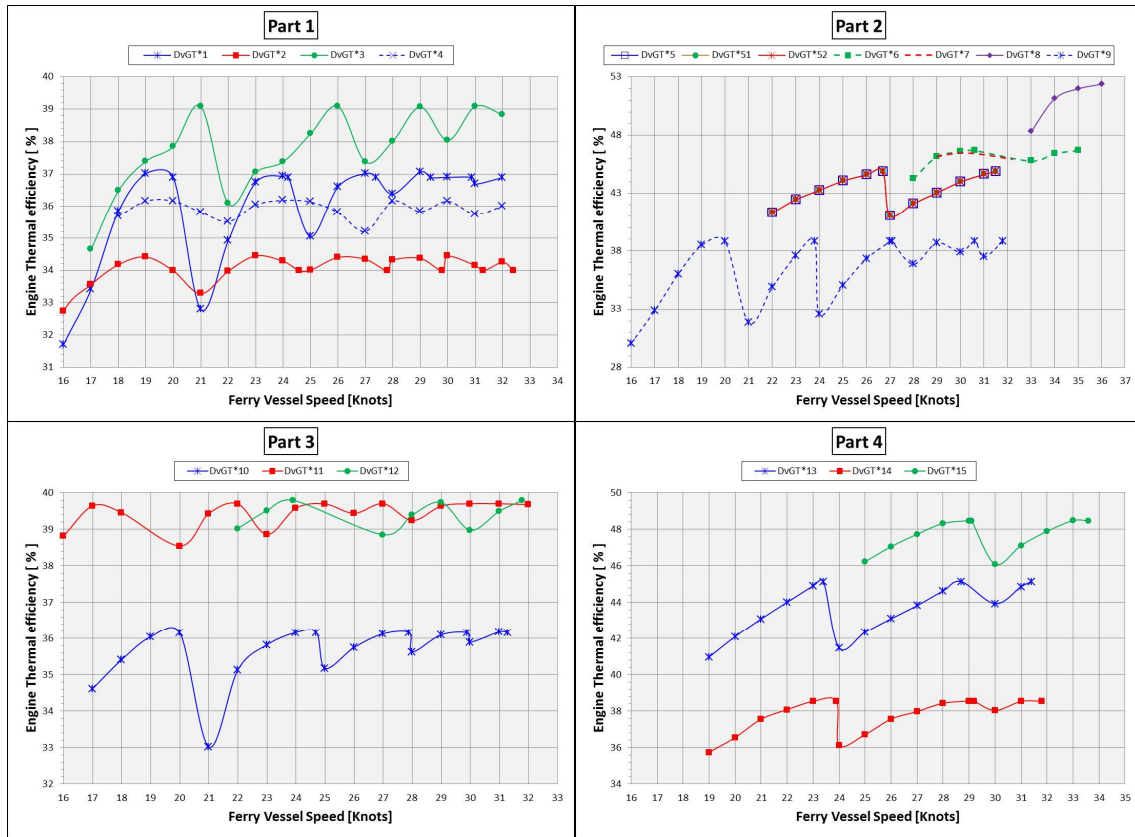 Part 1
DvGT*1 DvGT*2 DvGT*3 DvGT*4
Engine Thermal efficiency [ % ]
40
39
38
37
36
35
34
33
32
31
16 17 18 19 20 21 22 23 24 25 26 27 28 29 30 31 32 33 34
Ferry Vessel Speed [Knots]
Part 2
DvGT*5 DvGT*51 DvGT*52 DvGT*6 DvGT*7 DvGT*8 DvGT*9
Engine Thermal efficiency [ % ]
53
48
43
38
33
28
16 17 18 19 20 21 22 23 24 25 26 27 28 29 30 31 32 33 34 35 36 37
Ferry Vessel Speed [Knots]
Part 3
DvGT*10 DvGT*11 DvGT*12
Engine Thermal efficiency [ % ]
40
39
38
37
36
35
34
33
32
16 17 18 19 20 21 22 23 24 25 26 27 28 29 30 31 32 33
Ferry Vessel Speed [Knots]
Part 4
DvGT*13 DvGT*14 DvGT*15
Engine Thermal efficiency [ % ]
50
48
46
44
42
40
38
36
34
16 17 18 19 20 21 22 23 24 25 26 27 28 29 30 31 32 33 34 35
Ferry Vessel Speed [Knots]